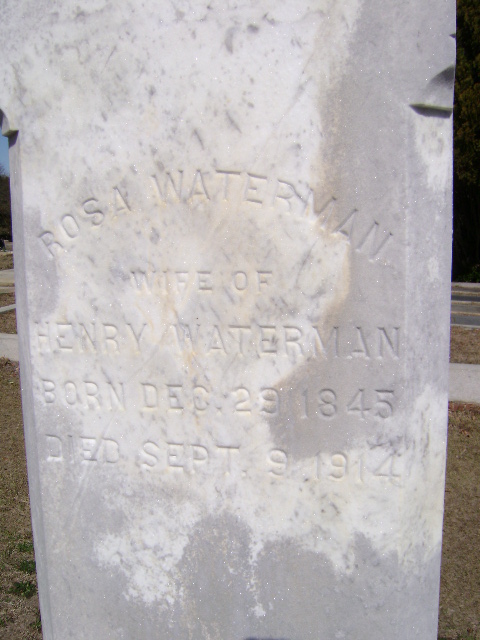 ROSA WATERMAN,
WIFE OF
HENRY WATERMAN
BORN DEC. 29 1845
DIED SEPT. 9, 1914